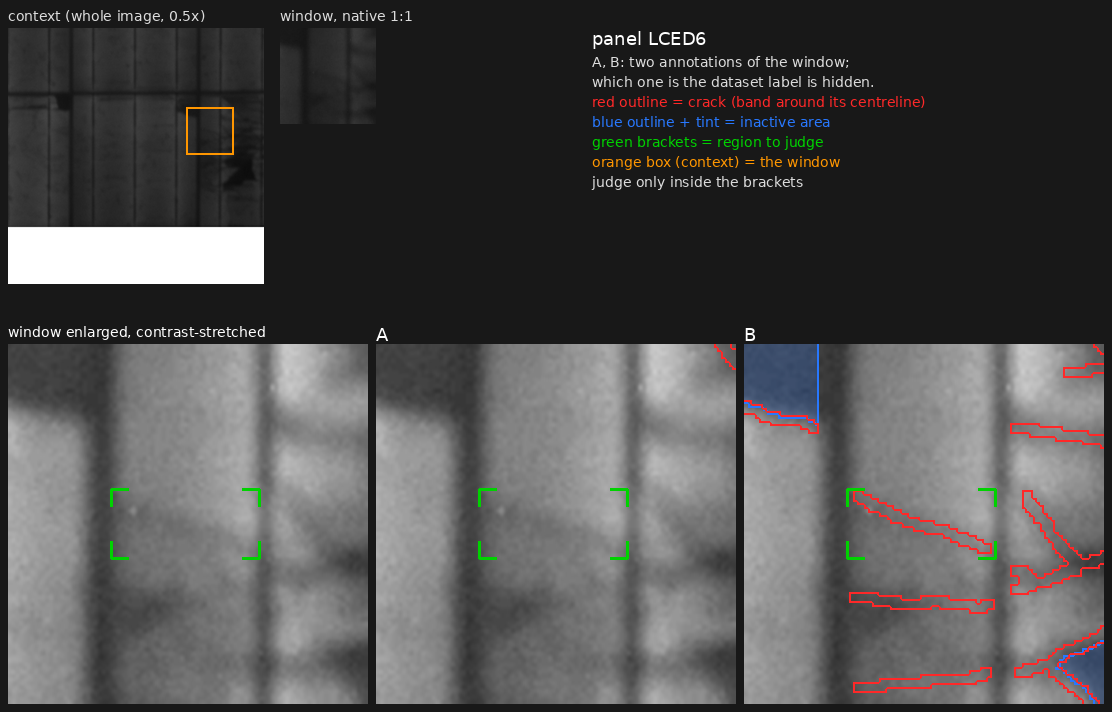 context (whole image, 0.5x)
window, native 1:1
panel LCED6
A, B: two annotations of the window;
which one is the dataset label is hidden.
red outline = crack (band around its centreline)
blue outline + tint = inactive area
green brackets = region to judge
orange box (context) = the window
judge only inside the brackets
window enlarged, contrast-stretched
A
B